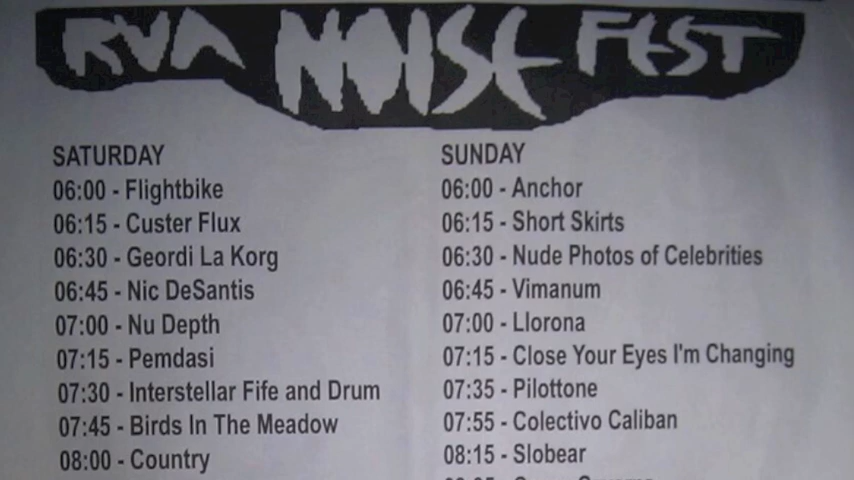 RVA NOISE FEST
SATURDAY
06:00 - Flightbike
06:15 - Custer Flux
06:30 - Geordi La Korg
06:45 - Nic DeSantis
07:00 - Nu Depth
07:15 - Pemdasi
07:30 - Interstellar Fife and Drum
07:45 - Birds In The Meadow
08:00 - Country
SUNDAY
06:00 - Anchor
06:15 - Short Skirts
06:30 - Nude Photos of Celebrities
06:45 - Vimanum
07:00 - Llorona
07:15 - Close Your Eyes I'm Changing
07:35 - Pilottone
07:55 - Colectivo Caliban
08:15 - Slobear